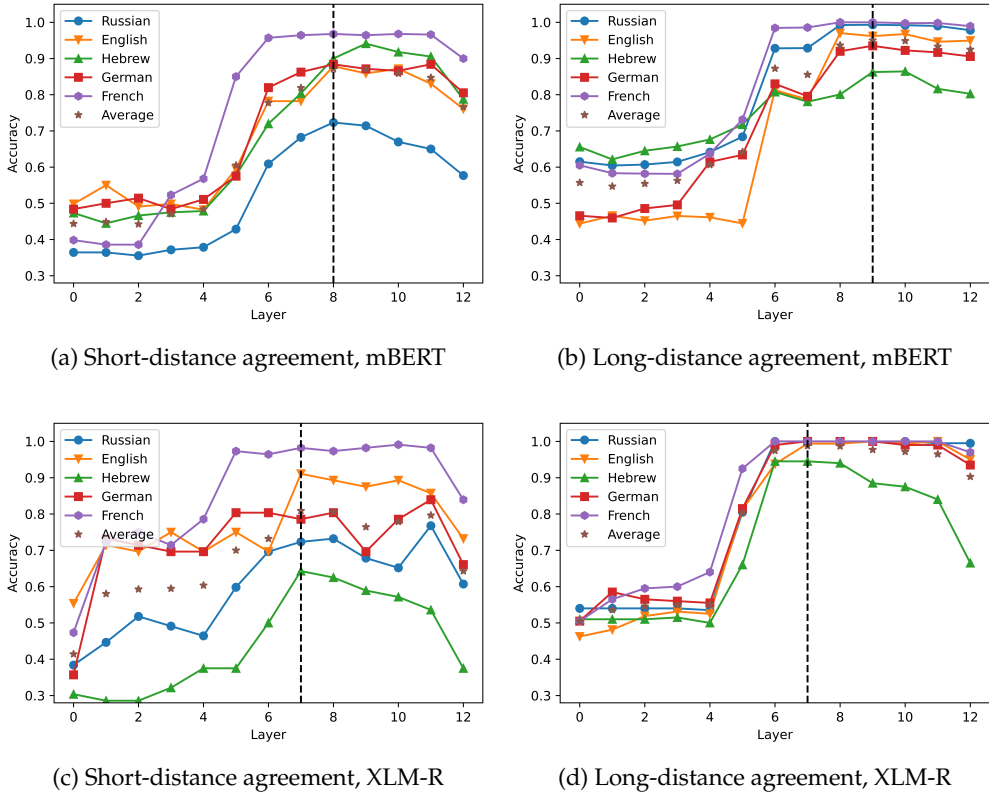 1.0
0.9
0.8
0.7
0.6
0.5
0.4
0.3
Accuracy
Russian
English
Hebrew
German
French
Average
0 2 4 6 8 10 12
Layer
(a) Short-distance agreement, mBERT
1.0
0.9
0.8
0.7
0.6
0.5
0.4
0.3
Accuracy
Russian
English
Hebrew
German
French
Average
0 2 4 6 8 10 12
Layer
(b) Long-distance agreement, mBERT
1.0
0.9
0.8
0.7
0.6
0.5
0.4
0.3
Accuracy
Russian
English
Hebrew
German
French
Average
0 2 4 6 8 10 12
Layer
(c) Short-distance agreement, XLM-R
1.0
0.9
0.8
0.7
0.6
0.5
0.4
0.3
Accuracy
Russian
English
Hebrew
German
French
Average
0 2 4 6 8 10 12
Layer
(d) Long-distance agreement, XLM-R